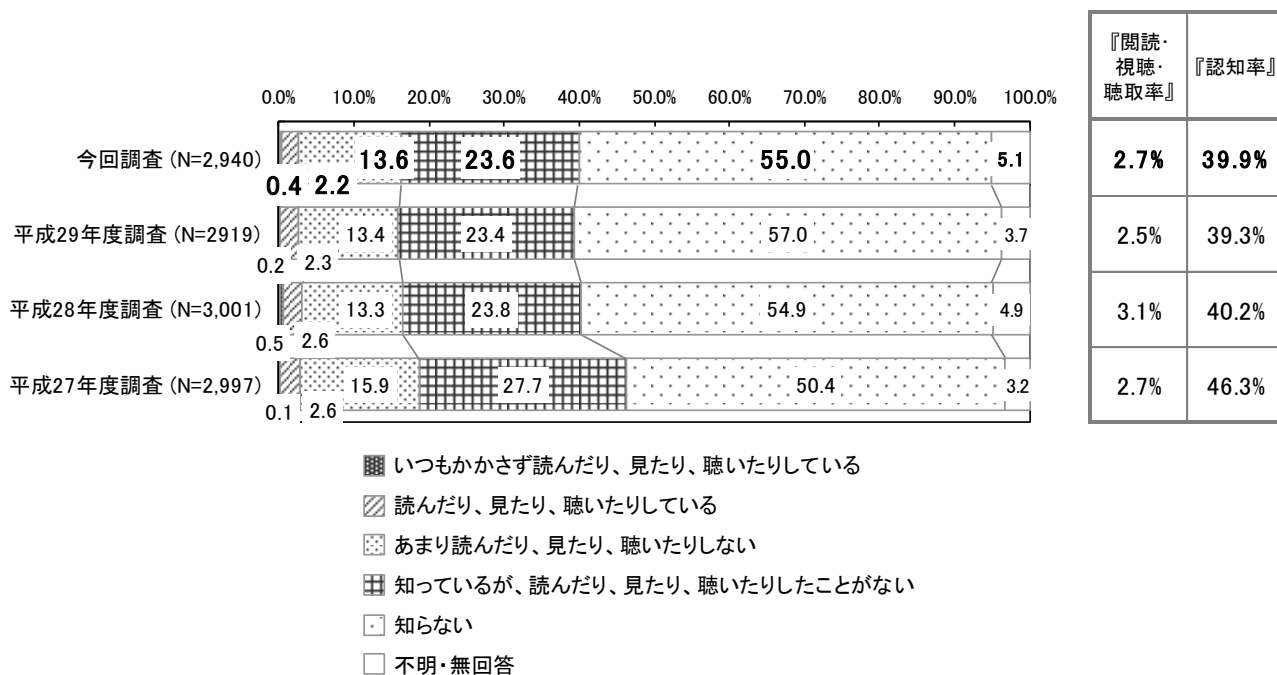 『閲読・
視聴・
聴取率』
『認知率』
0.0% 10.0% 20.0% 30.0% 40.0% 50.0% 60.0% 70.0% 80.0% 90.0% 100.0%
今回調査 (N=2,940) 13.6 23.6 55.0 5.1 2.7% 39.9%
0.4 2.2
平成29年度調査 (N=2919) 13.4 23.4 57.0 3.7 2.5% 39.3%
0.2 2.3
平成28年度調査 (N=3,001) 13.3 23.8 54.9 4.9 3.1% 40.2%
0.5 2.6
平成27年度調査 (N=2,997) 15.9 27.7 50.4 3.2 2.7% 46.3%
0.1 2.6
いつもかかさず読んだり、見たり、聴いたりしている
読んだり、見たり、聴いたりしている
あまり読んだり、見たり、聴いたりしない
知っているが、読んだり、見たり、聴いたりしたことがない
知らない
不明・無回答